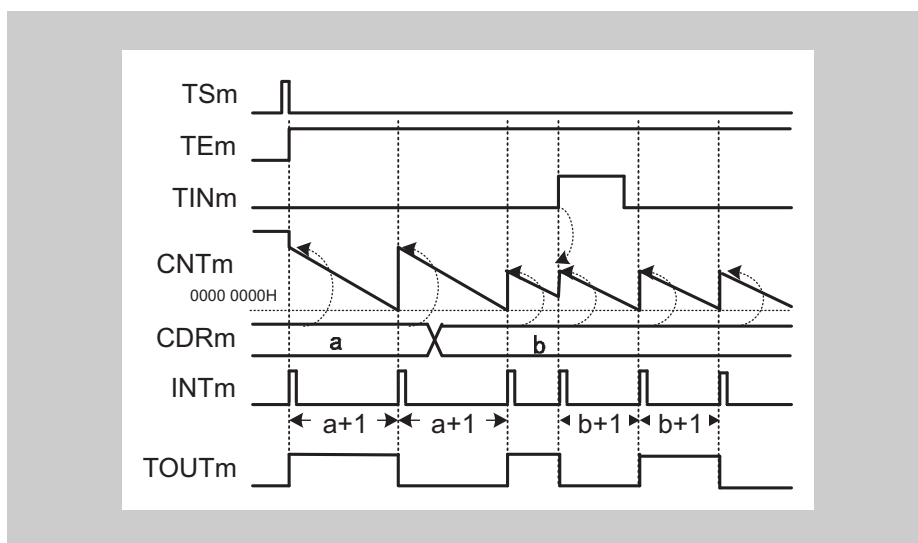 TSm
TEm
TINm
CNTm
0000 0000H
CDRm
a
b
INTm
a+1 a+1 b+1 b+1
TOUTm